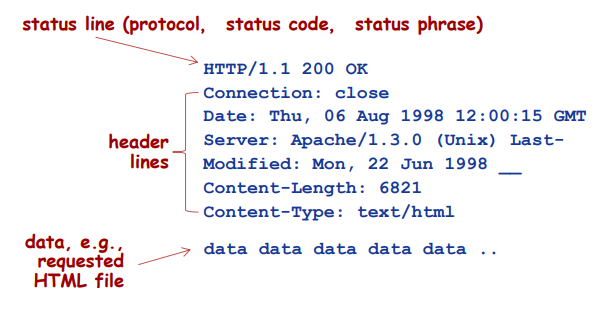 status line (protocol, status code, status phrase)
HTTP/1.1 200 OK
Connection: close
Date: Thu, 06 Aug 1998 12:00:15 GMT
Server: Apache/1.3.0 (Unix) Last-
Modified: Mon, 22 Jun 1998 __
Content-Length: 6821
Content-Type: text/html
header
lines
data, e.g.,
requested
HTML file
data data data data data ..